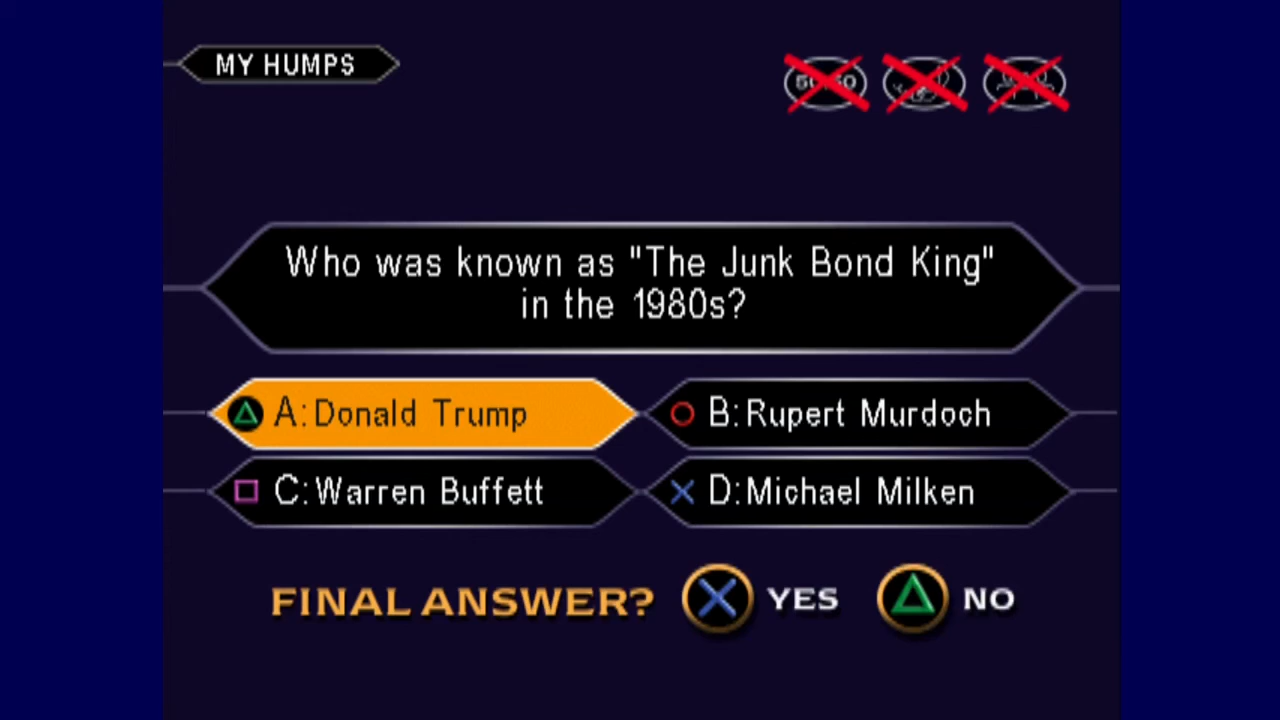 MY HUMPS
Who was known as "The Junk Bond King"
in the 1980s?
A: Donald Trump
B: Rupert Murdoch
C: Warren Buffett
D: Michael Milken
FINAL ANSWER? YES NO